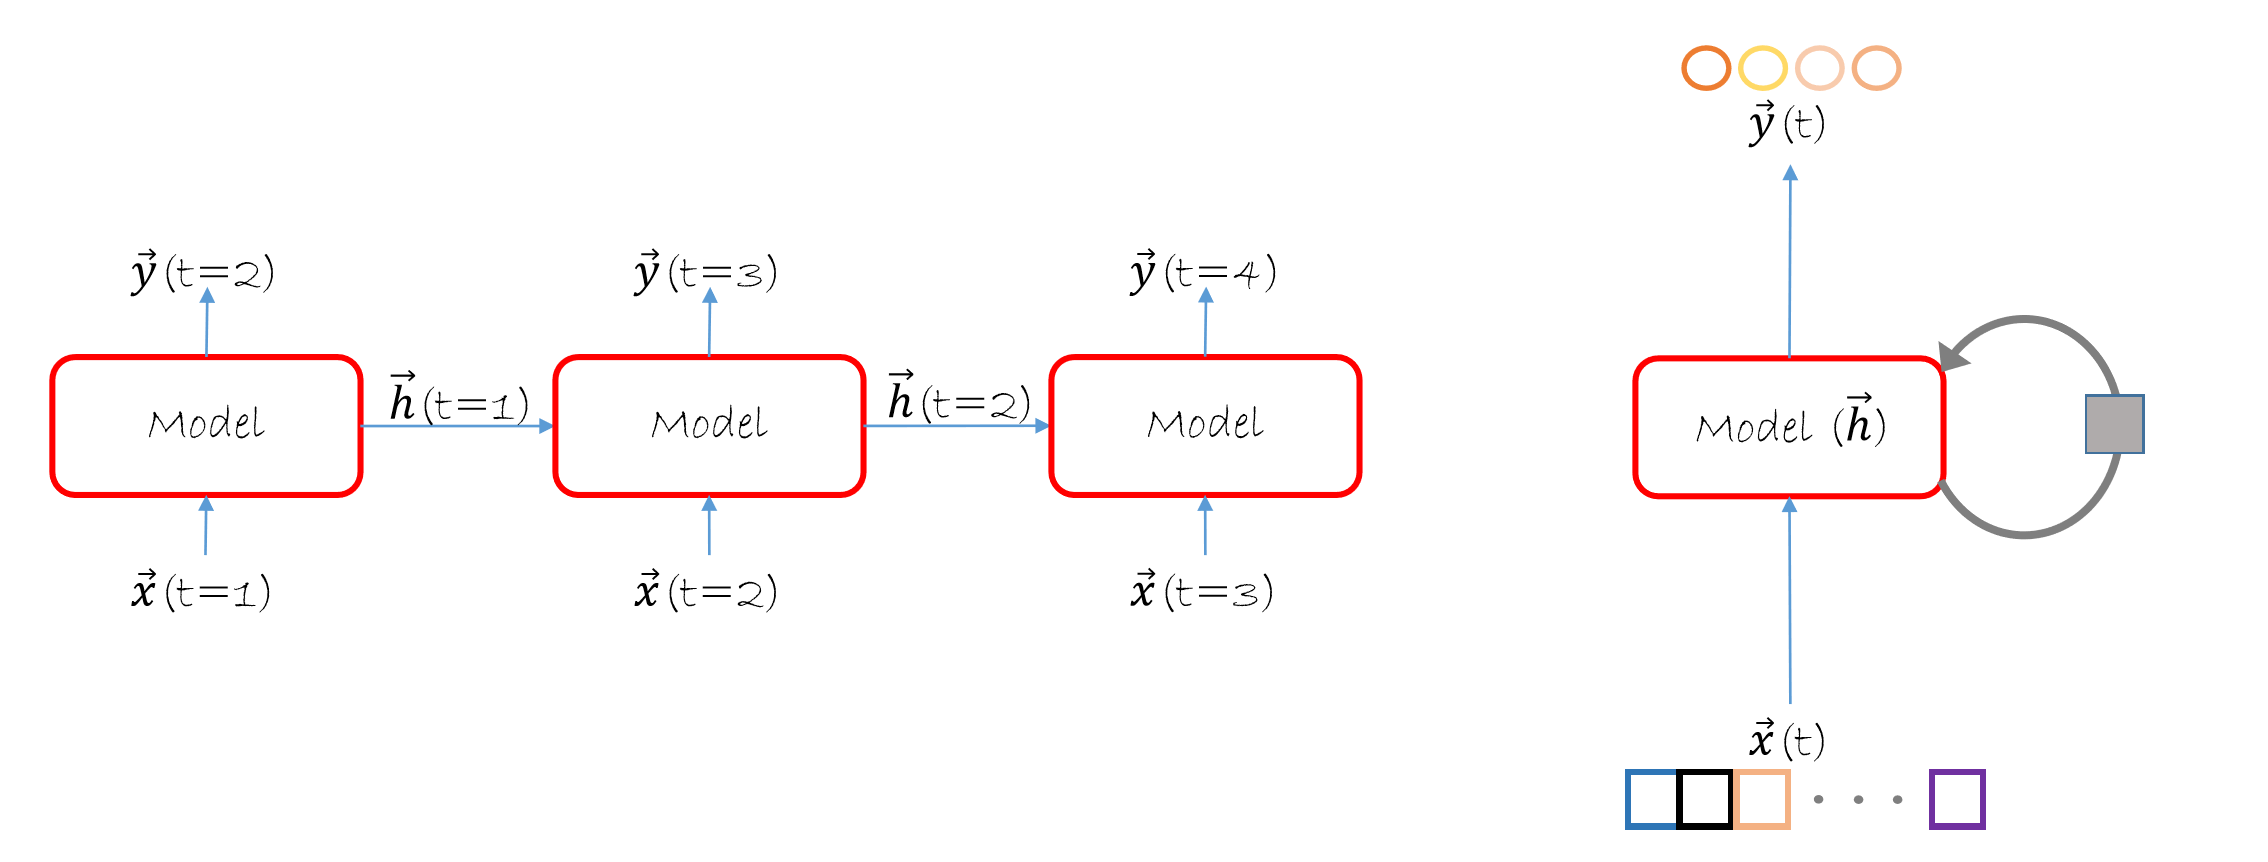 y⃗ (t)
y⃗ (t=2) y⃗ (t=3) y⃗ (t=4)
h⃗ (t=1) h⃗ (t=2)
Model Model Model Model (h⃗)
x⃗ (t=1) x⃗ (t=2) x⃗ (t=3)
x⃗ (t)